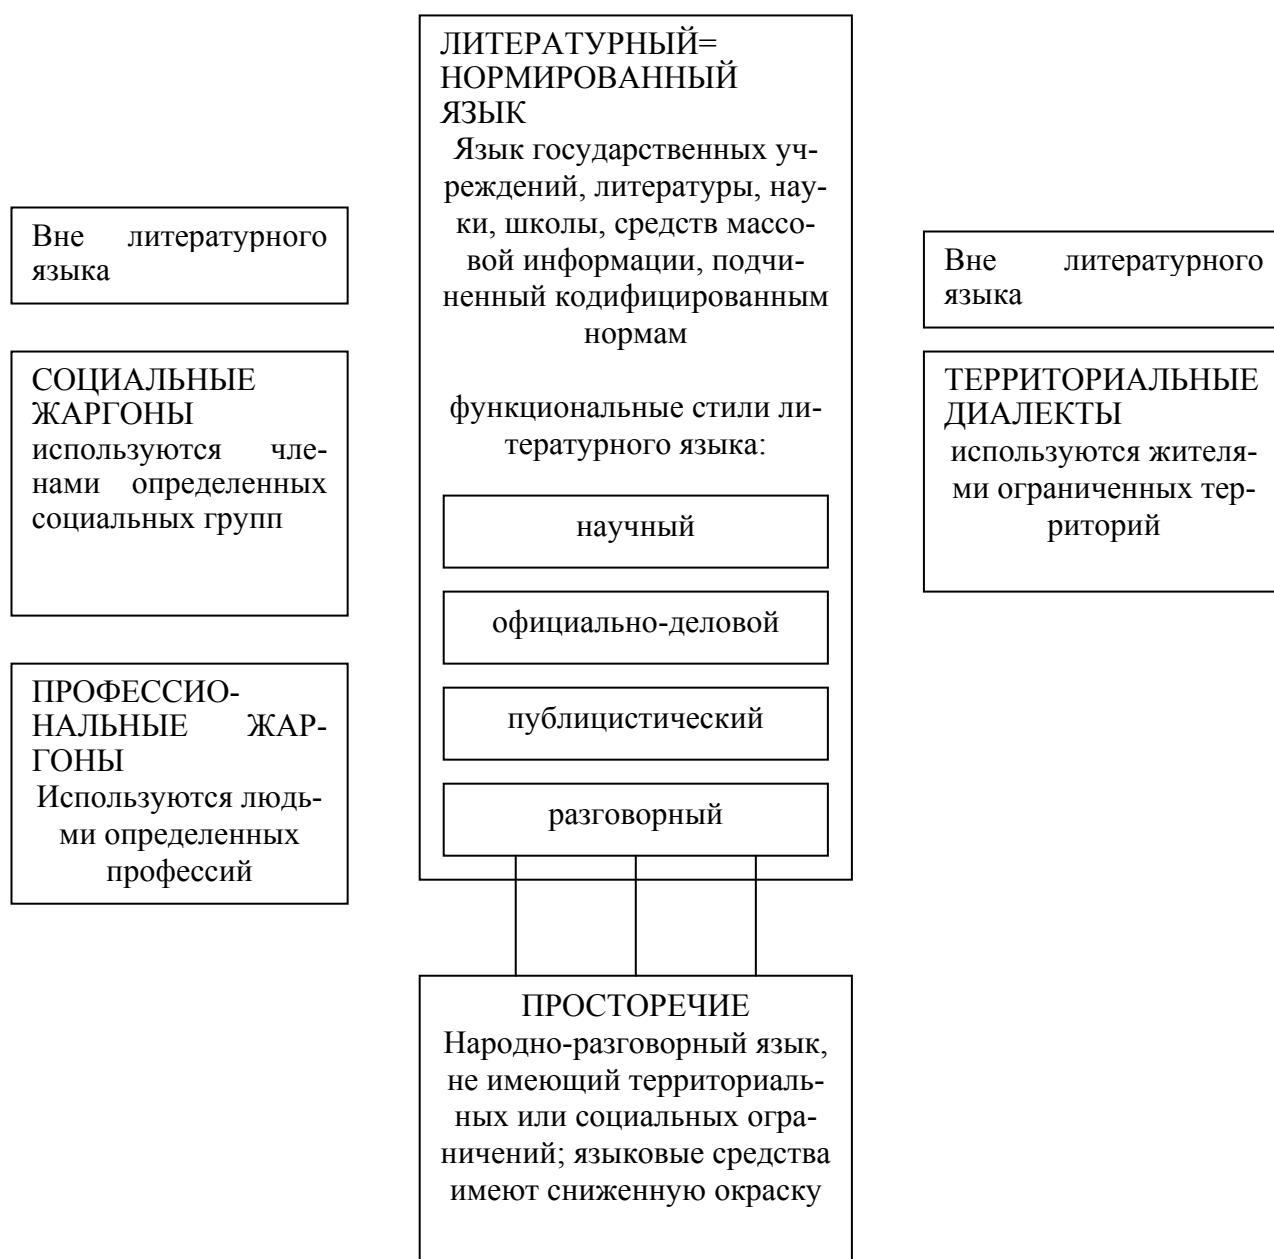 ЛИТЕРАТУРНЫЙ=
НОРМИРОВАННЫЙ
ЯЗЫК
Язык государственных уч-
реждений, литературы, нау-
ки, школы, средств массо-
вой информации, подчи-
ненный кодифицированным
нормам
функциональные стили ли-
тературного языка:
научный
официально-деловой
публицистический
разговорный
Вне литературного
языка
СОЦИАЛЬНЫЕ
ЖАРГОНЫ
используются чле-
нами определенных
социальных групп
ПРОФЕССИО-
НАЛЬНЫЕ ЖАР-
ГОНЫ
Используются людь-
ми определенных
профессий
Вне литературного
языка
ТЕРРИТОРИАЛЬНЫЕ
ДИАЛЕКТЫ
используются жителя-
ми ограниченных тер-
риторий
ПРОСТОРЕЧИЕ
Народно-разговорный язык,
не имеющий территориаль-
ных или социальных огра-
ничений; языковые средства
имеют сниженную окраску